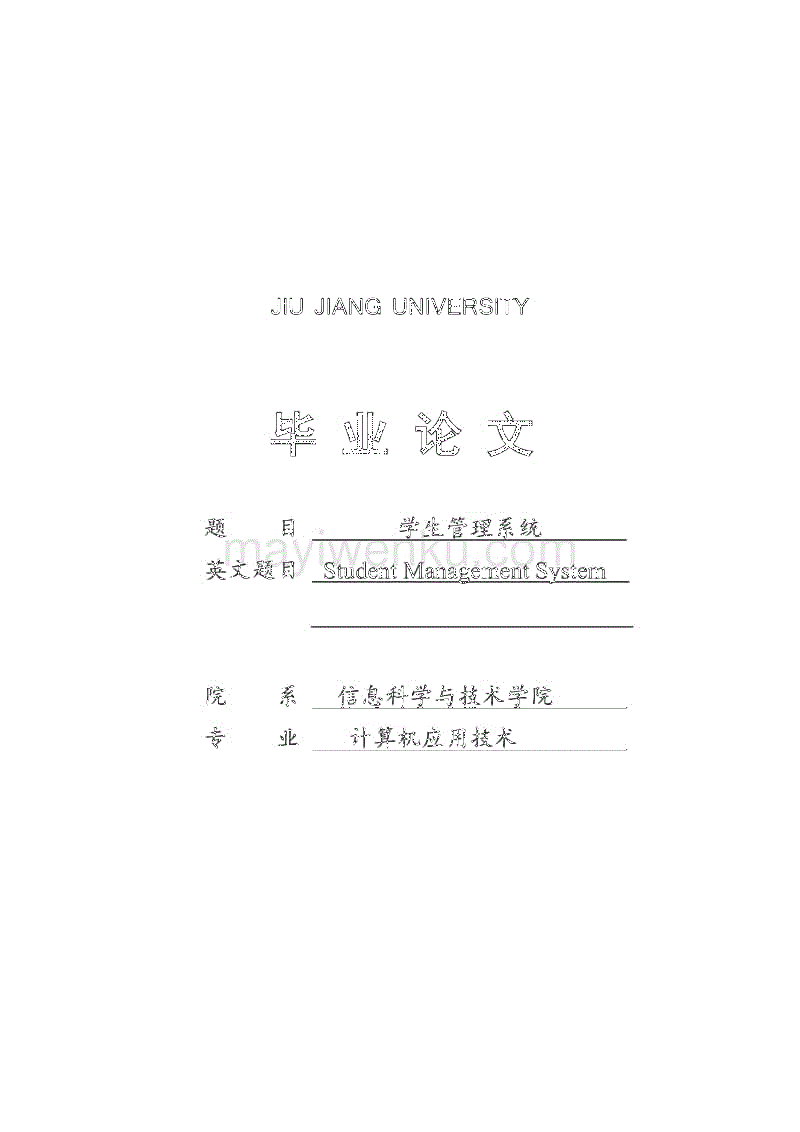 JIU JIANG UNIVERSITY
毕 业 论 文
题 目 学生管理系统
mayiwenku.com
英文题目 Student Management System
院 系 信息科学与技术学院
专 业 计算机应用技术